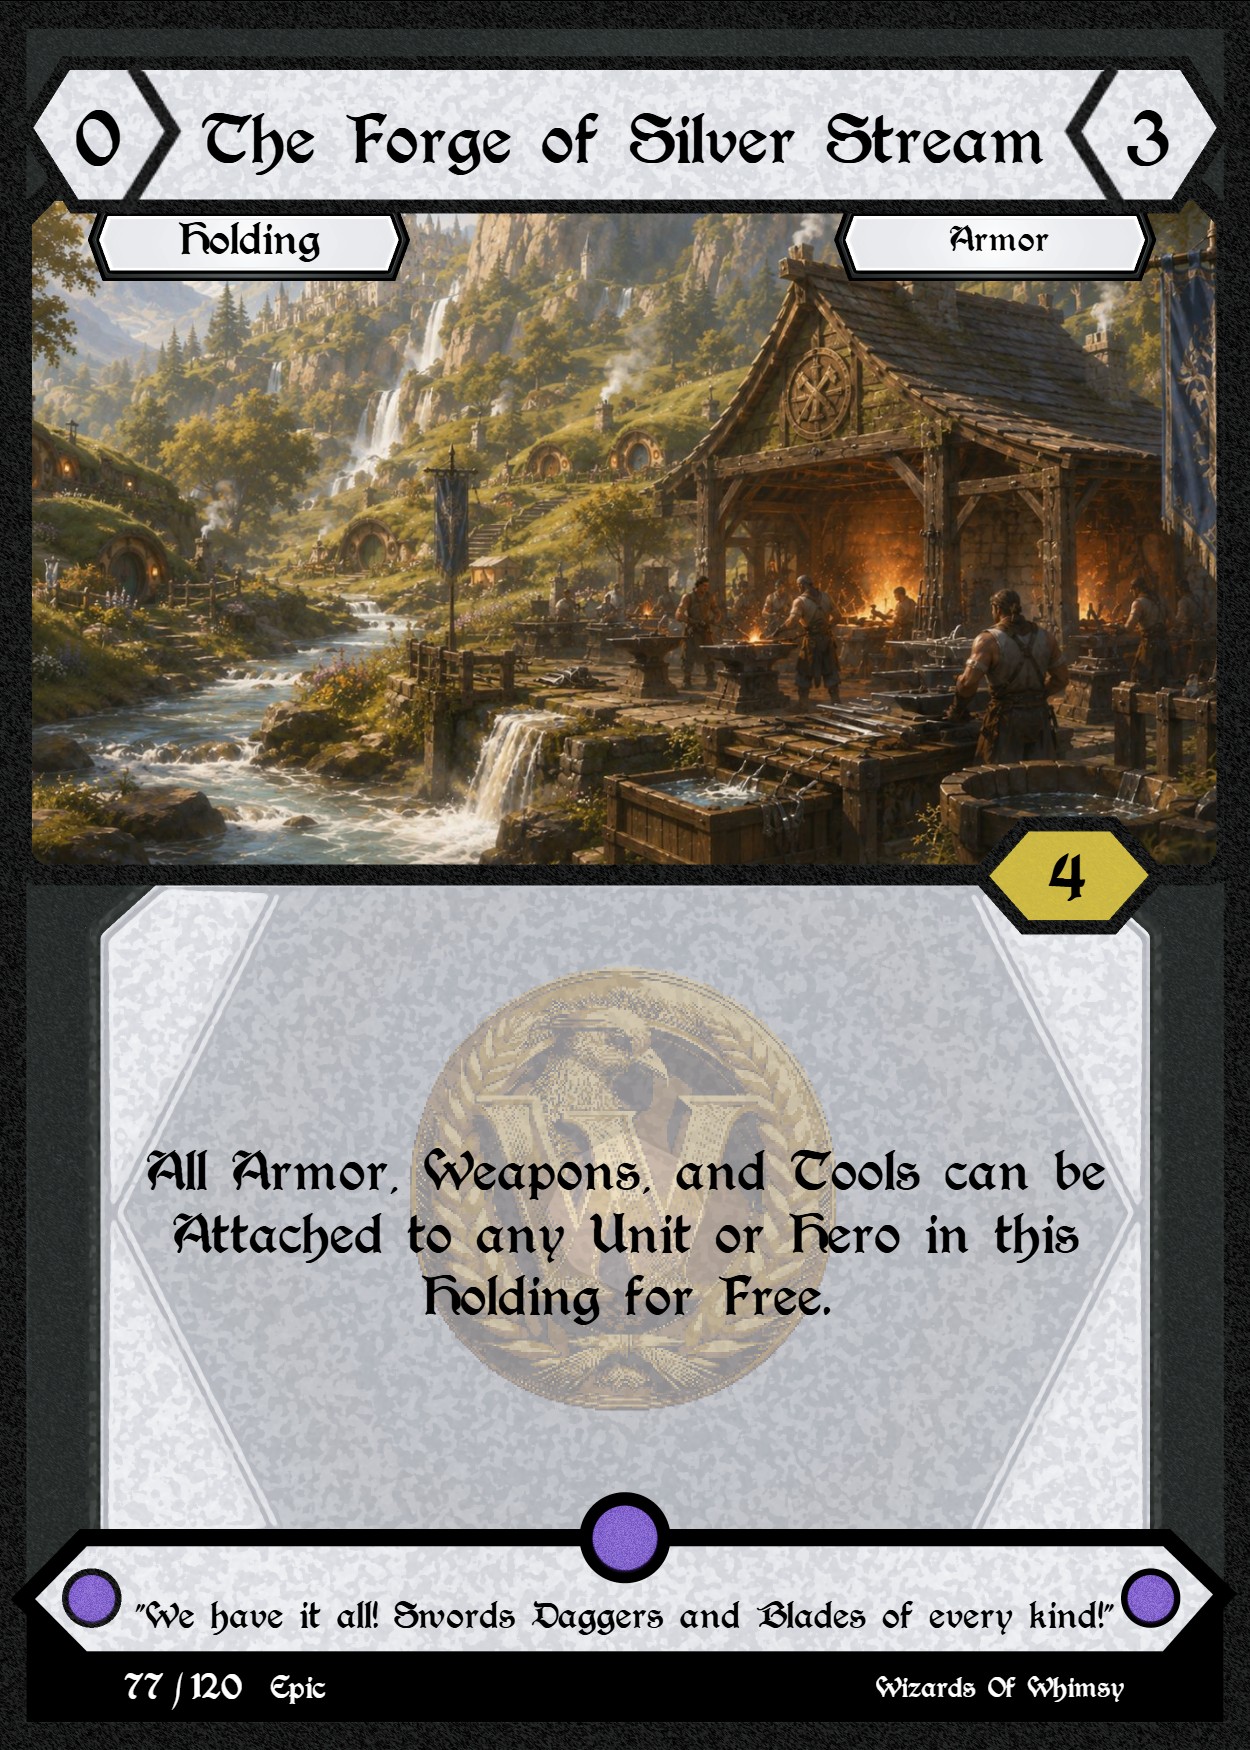 0 The Forge of Silver Stream 3
Holding Armor
4
W
All Armor, Weapons, and Tools can be
Attached to any Unit or Hero in this
Holding for Free.
"We have it all! Swords Daggers and Blades of every kind!"
77 / 120 Epic Wizards Of Whimsy